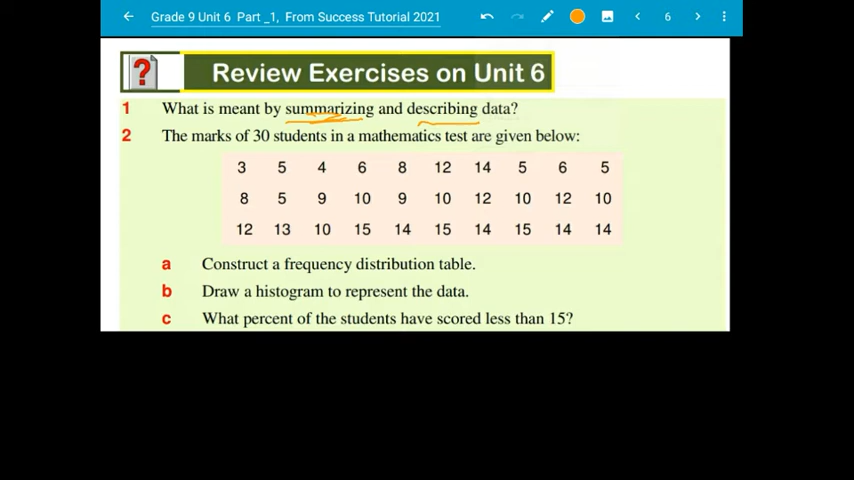 Grade 9 Unit 6 Part _1, From Success Tutorial 2021
6
?
Review Exercises on Unit 6
1 What is meant by summarizing and describing data?
2 The marks of 30 students in a mathematics test are given below:
3 5 4 6 8 12 14 5 6 5
8 5 9 10 9 10 12 10 12 10
12 13 10 15 14 15 14 15 14 14
a Construct a frequency distribution table.
b Draw a histogram to represent the data.
c What percent of the students have scored less than 15?